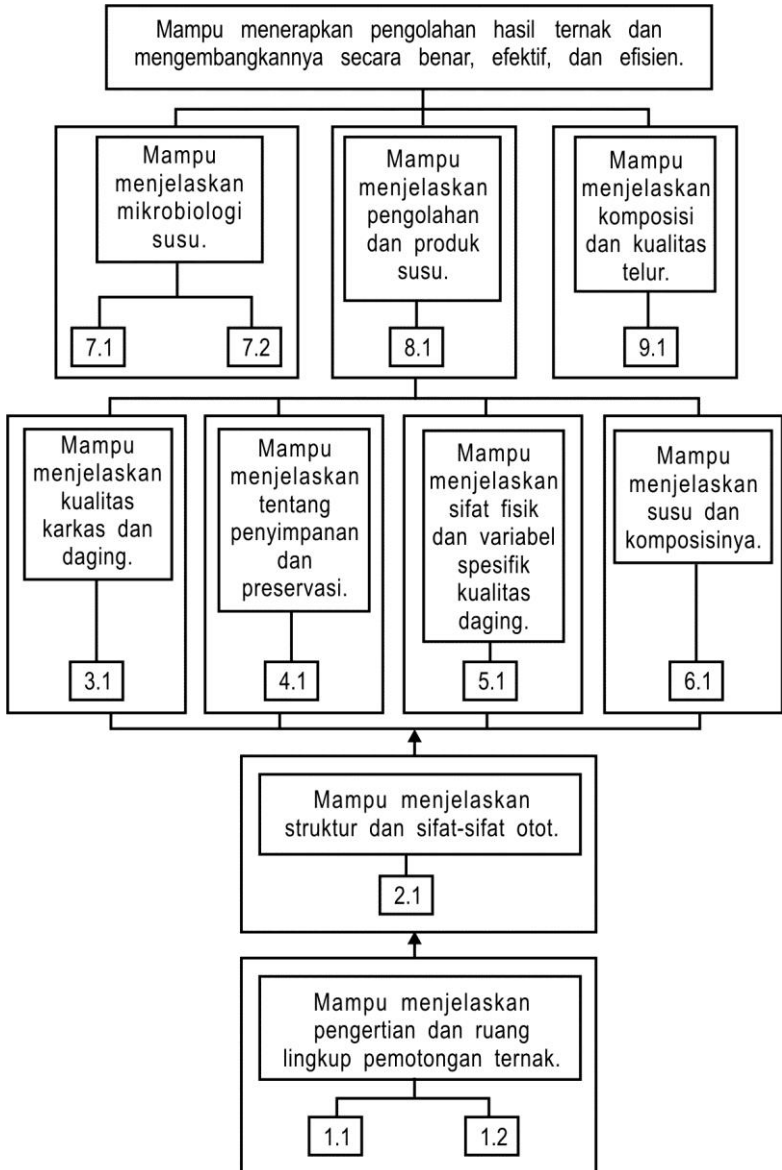 Mampu menerapkan pengolahan hasil ternak dan
mengembangkannya secara benar, efektif, dan efisien.
Mampu
menjelaskan
mikrobiologi
susu.
7.1
7.2
Mampu
menjelaskan
pengolahan
dan produk
susu.
8.1
Mampu
menjelaskan
komposisi
dan kualitas
telur.
9.1
Mampu
menjelaskan
kualitas
karkas dan
daging.
3.1
Mampu
menjelaskan
tentang
penyimpanan
dan
preservasi.
4.1
Mampu
menjelaskan
sifat fisik
dan variabel
spesifik
kualitas
daging.
5.1
Mampu
menjelaskan
susu dan
komposisinya.
6.1
Mampu menjelaskan
struktur dan sifat-sifat otot.
2.1
Mampu menjelaskan
pengertian dan ruang
lingkup pemotongan ternak.
1.1
1.2